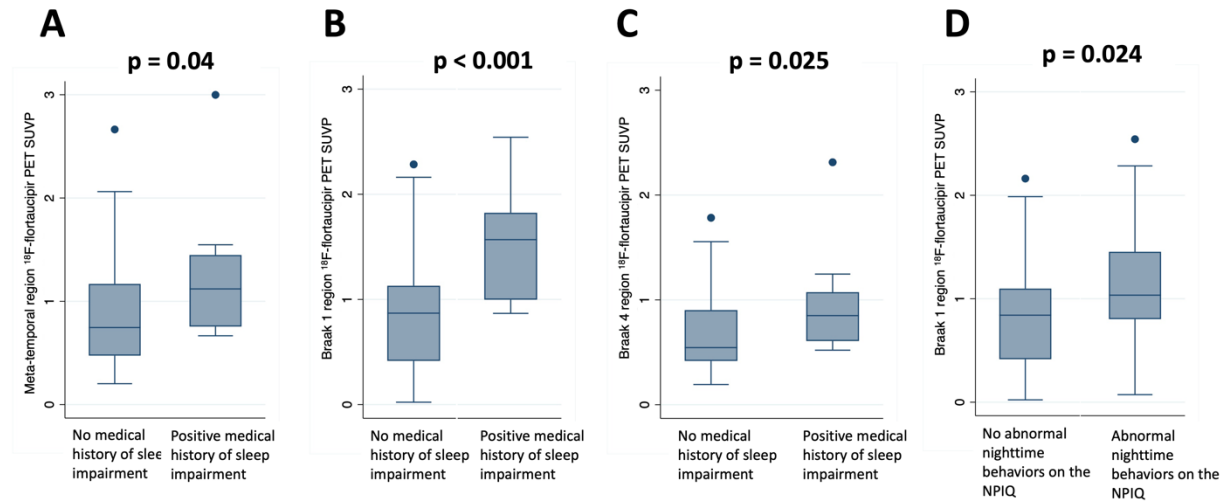 A
p = 0.04
Meta-temporal region ¹⁸F-flortaucipir PET SUVP
3
2
1
0
No medical
history of slee
impairment
Positive medical
history of sleep
impairment
B
p < 0.001
Braak 1 region ¹⁸F-flortaucipir PET SUVP
3
2
1
0
No medical
history of sleep
impairment
Positive medical
history of sleep
impairment
C
p = 0.025
Braak 4 region ¹⁸F-flortaucipir PET SUVP
3
2
1
0
No medical
history of sleep
impairment
Positive medical
history of sleep
impairment
D
p = 0.024
Braak 1 region ¹⁸F-flortaucipir PET SUVP
3
2
1
0
No abnormal
nighttime
behaviors on the
NPIQ
Abnormal
nighttime
behaviors on the
NPIQ